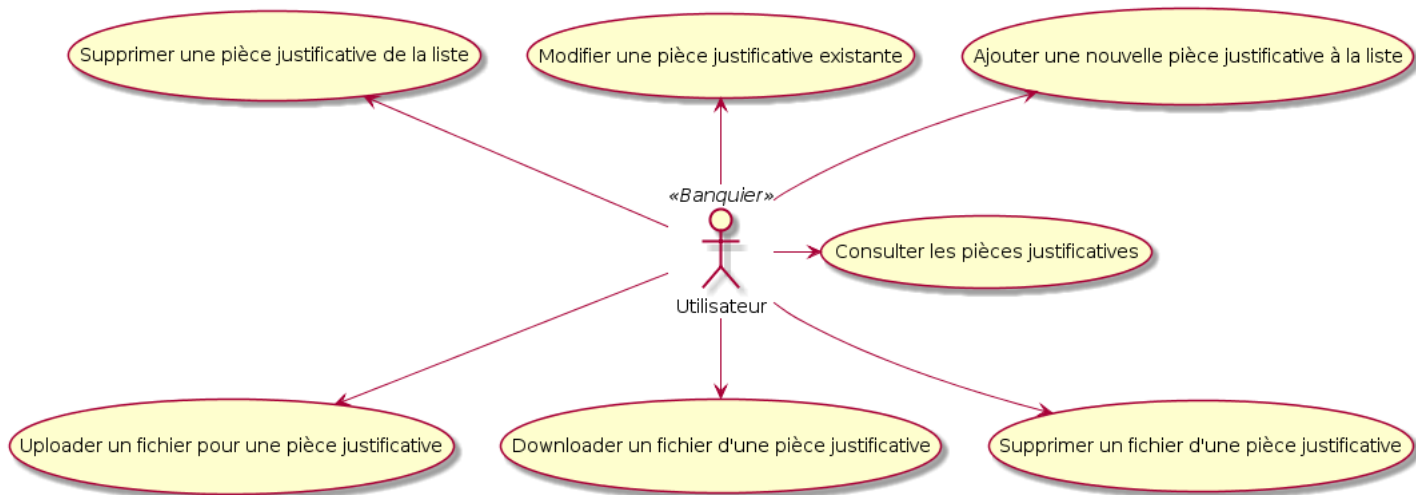 Supprimer une pièce justificative de la liste
Modifier une pièce justificative existante
Ajouter une nouvelle pièce justificative à la liste
«Banquier»
Consulter les pièces justificatives
Utilisateur
Uploader un fichier pour une pièce justificative
Downloader un fichier d'une pièce justificative
Supprimer un fichier d'une pièce justificative